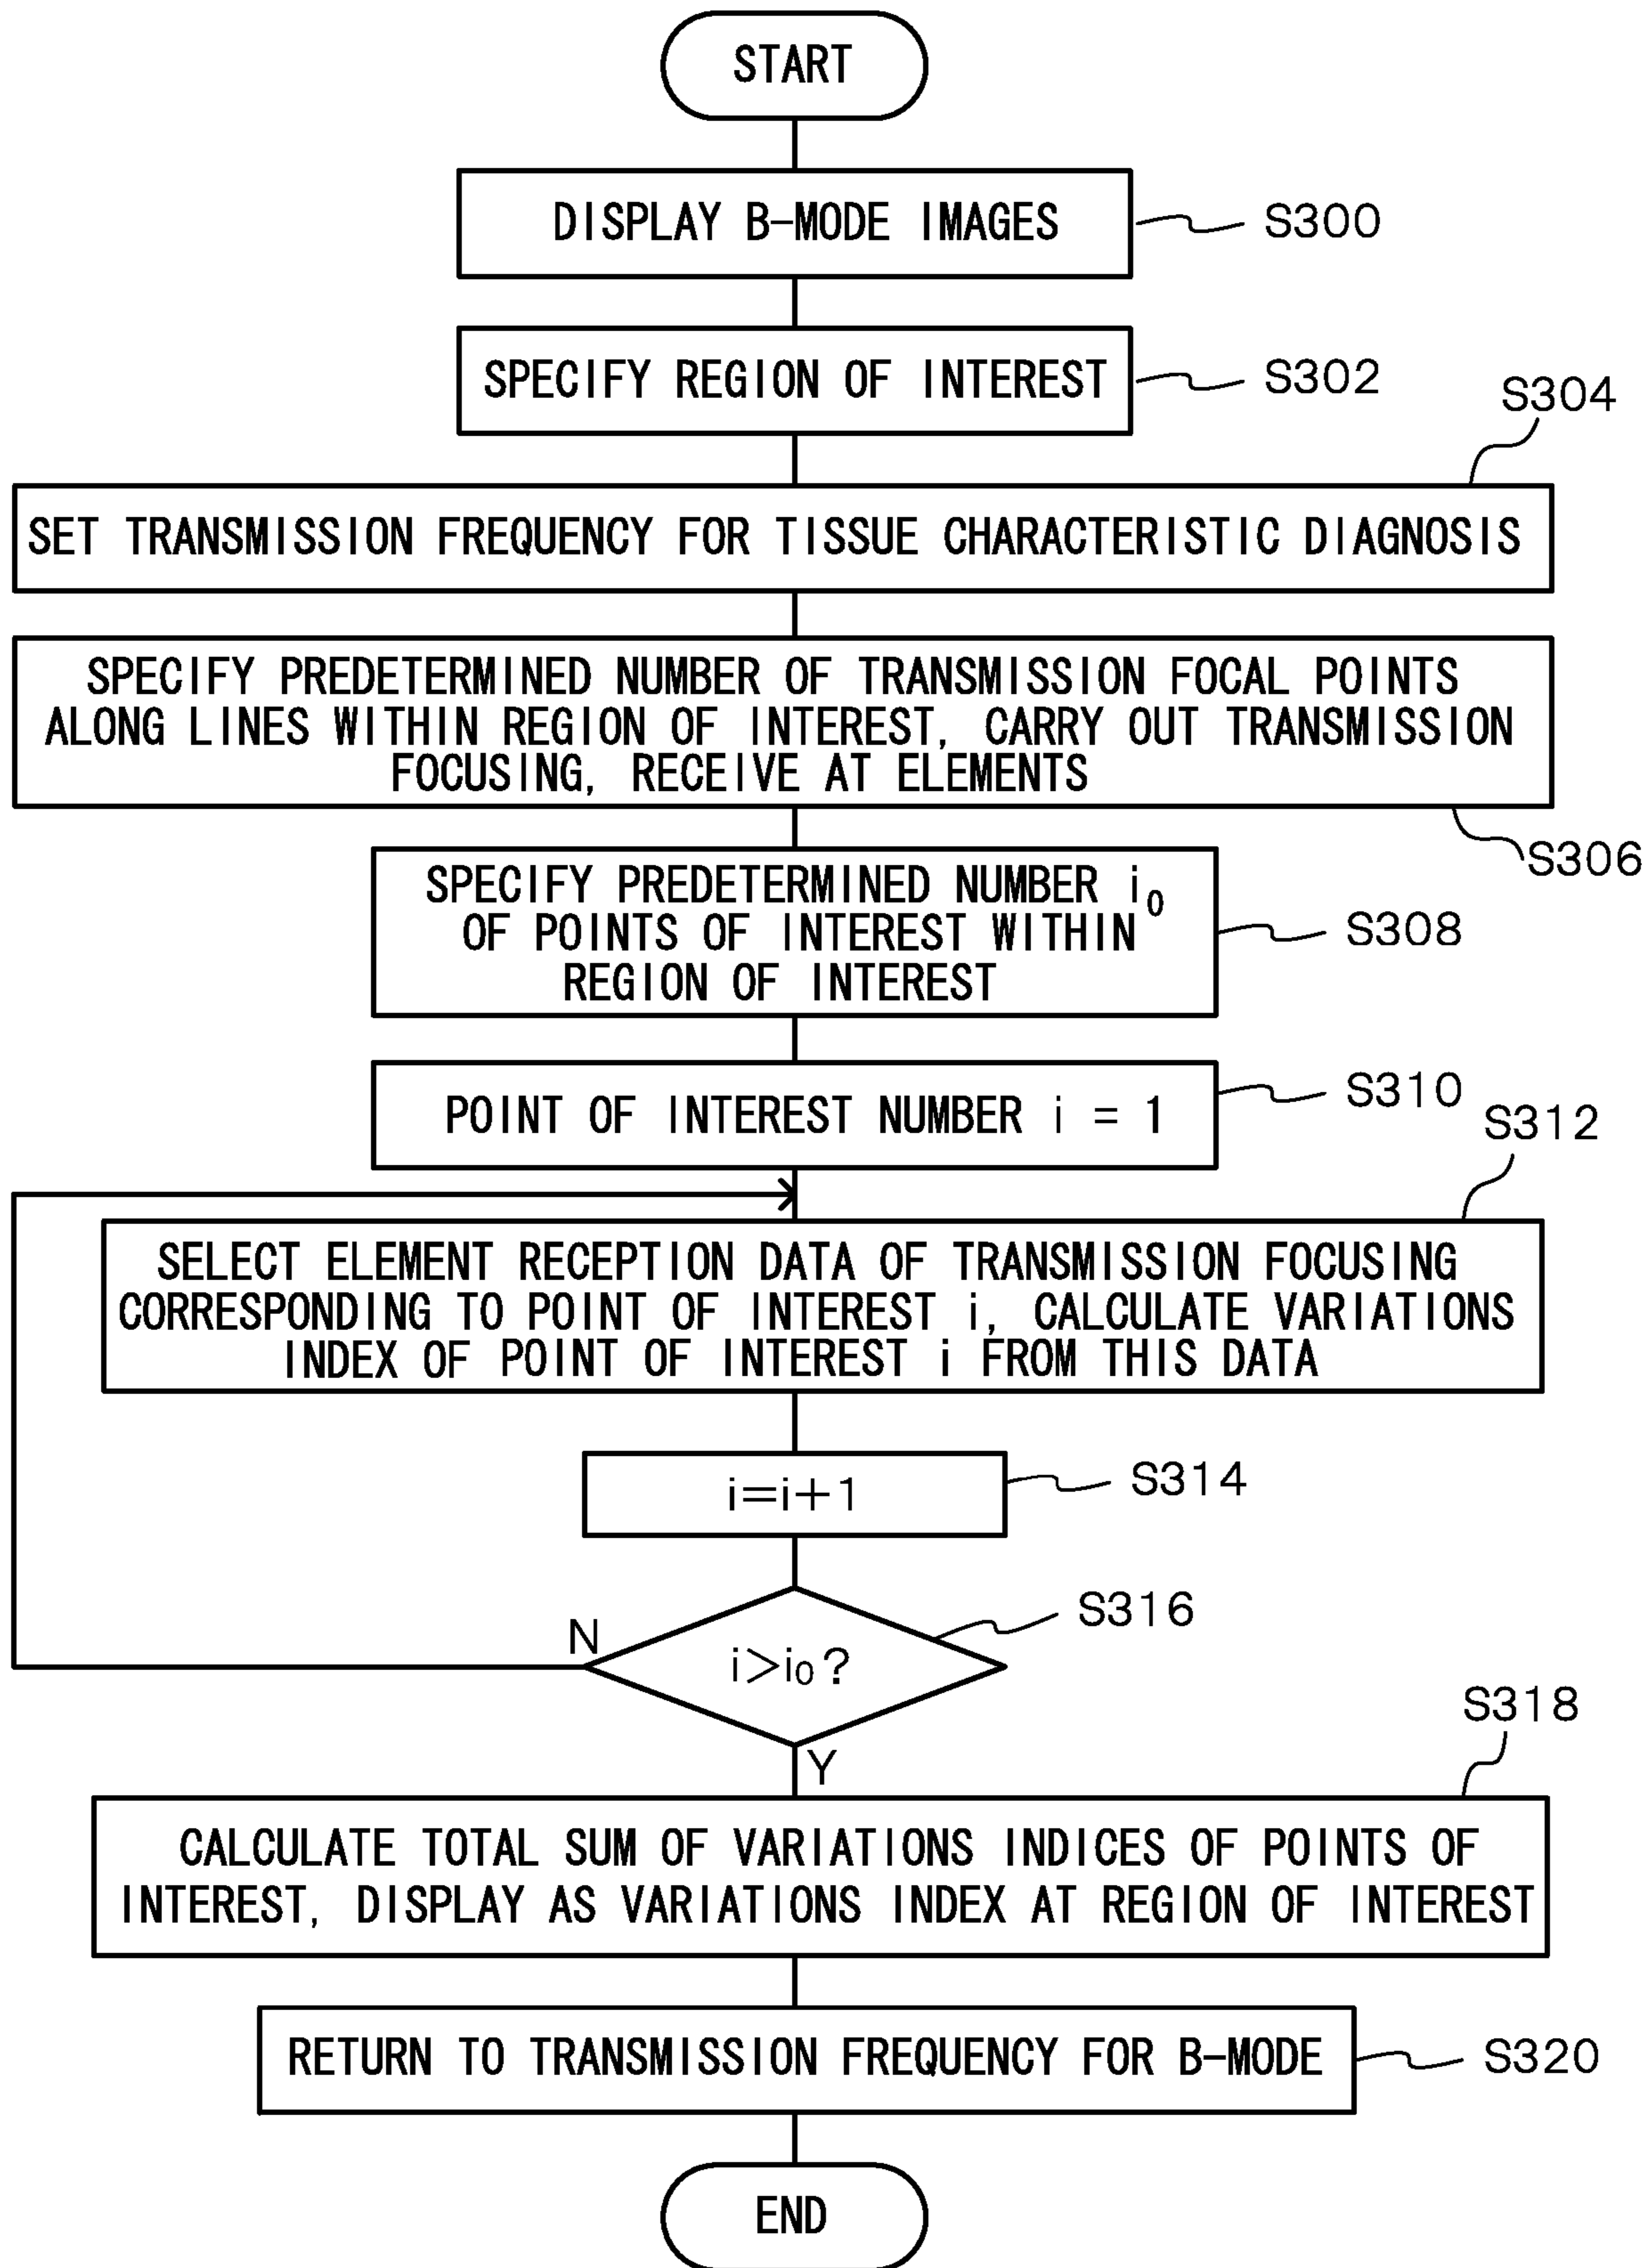 START
DISPLAY B-MODE IMAGES
S300
SPECIFY REGION OF INTEREST
S302
S304
SET TRANSMISSION FREQUENCY FOR TISSUE CHARACTERISTIC DIAGNOSIS
SPECIFY PREDETERMINED NUMBER OF TRANSMISSION FOCAL POINTS
ALONG LINES WITHIN REGION OF INTEREST, CARRY OUT TRANSMISSION
FOCUSING, RECEIVE AT ELEMENTS
S306
SPECIFY PREDETERMINED NUMBER i₀
OF POINTS OF INTEREST WITHIN
REGION OF INTEREST
S308
POINT OF INTEREST NUMBER i = 1
S310
S312
SELECT ELEMENT RECEPTION DATA OF TRANSMISSION FOCUSING
CORRESPONDING TO POINT OF INTEREST i, CALCULATE VARIATIONS
INDEX OF POINT OF INTEREST i FROM THIS DATA
i=i+1
S314
S316
N
i>i₀?
Y
S318
CALCULATE TOTAL SUM OF VARIATIONS INDICES OF POINTS OF
INTEREST, DISPLAY AS VARIATIONS INDEX AT REGION OF INTEREST
RETURN TO TRANSMISSION FREQUENCY FOR B-MODE
S320
END